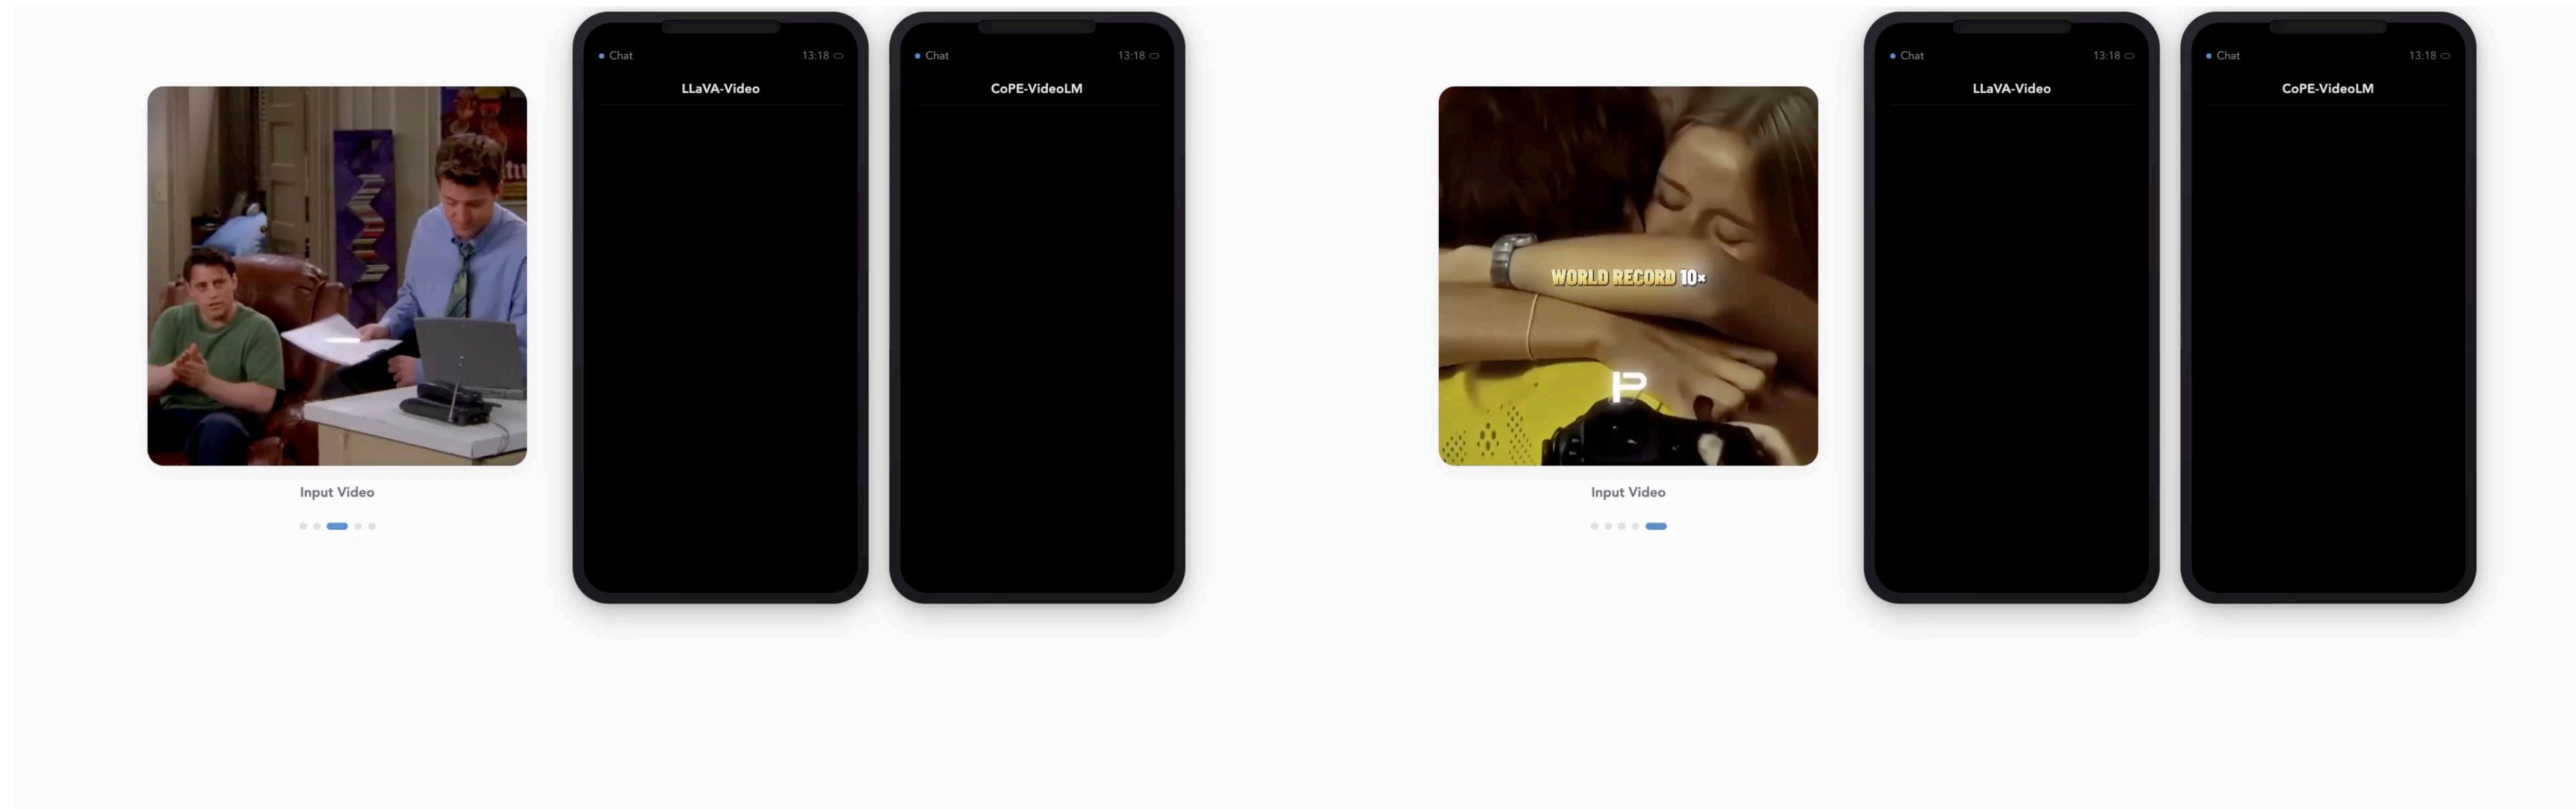 Chat 13:18
LLaVA-Video
Chat 13:18
CoPE-VideoLM
Input Video
Chat 13:18
LLaVA-Video
Chat 13:18
CoPE-VideoLM
WORLD RECORD 10×
P
Input Video